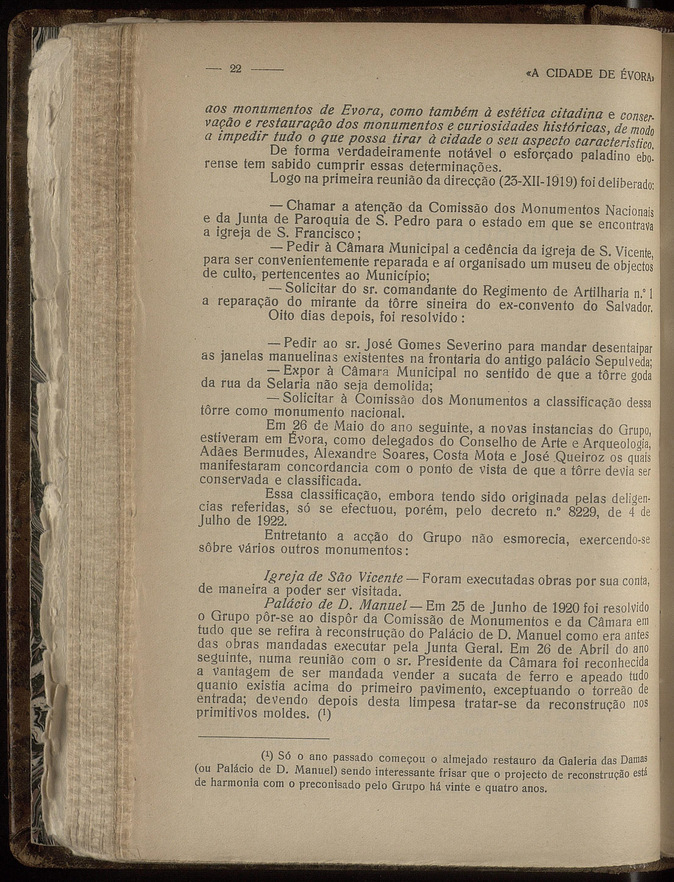 — 22 —— «A CIDADE DE ÉVORA»
aos monumentos de Evora, como também à estética citadina e conser-
vação e restauração dos monumentos e curiosidades históricas, de modo
a impedir tudo o que possa tirar à cidade o seu aspecto caracteristico.
De forma verdadeiramente notável o esforçado paladino ebo-
rense tem sabido cumprir essas determinações.
Logo na primeira reunião da direcção (23-XII-1919) foi deliberado:
— Chamar a atenção da Comissão dos Monumentos Nacionais
e da Junta de Paroquia de S. Pedro para o estado em que se encontrava
a igreja de S. Francisco;
— Pedir à Câmara Municipal a cedência da igreja de S. Vicente,
para ser convenientemente reparada e aí organisado um museu de objectos
de culto, pertencentes ao Município;
— Solicitar do sr. comandante do Regimento de Artilharia n.º 1
a reparação do mirante da tôrre sineira do ex-convento do Salvador.
Oito dias depois, foi resolvido :
— Pedir ao sr. José Gomes Severino para mandar desentaipar
as janelas manuelinas existentes na frontaria do antigo palácio Sepulveda;
— Expor à Câmara Municipal no sentido de que a tôrre goda
da rua da Selaria não seja demolida;
— Solicitar à Comissão dos Monumentos a classificação dessa
tôrre como monumento nacional.
Em 26 de Maio do ano seguinte, a novas instancias do Grupo,
estiveram em Évora, como delegados do Conselho de Arte e Arqueologia,
Adães Bermudes, Alexandre Soares, Costa Mota e José Queiroz os quais
manifestaram concordancia com o ponto de vista de que a tôrre devia ser
conservada e classificada.
Essa classificação, embora tendo sido originada pelas deligen-
cias referidas, só se efectuou, porém, pelo decreto n.º 8229, de 4 de
Julho de 1922.
Entretanto a acção do Grupo não esmorecia, exercendo-se
sôbre vários outros monumentos:
Igreja de São Vicente — Foram executadas obras por sua conta,
de maneira a poder ser visitada.
Palácio de D. Manuel — Em 25 de Junho de 1920 foi resolvido
o Grupo pôr-se ao dispôr da Comissão de Monumentos e da Câmara em
tudo que se refira à reconstrução do Palácio de D. Manuel como era antes
das obras mandadas executar pela Junta Geral. Em 26 de Abril do ano
seguinte, numa reunião com o sr. Presidente da Câmara foi reconhecida
a vantagem de ser mandada vender a sucata de ferro e apeado tudo
quanto existia acima do primeiro pavimento, exceptuando o torreão de
entrada; devendo depois desta limpesa tratar-se da reconstrução nos
primitivos moldes. (¹)
(¹) Só o ano passado começou o almejado restauro da Galeria das Damas
(ou Palácio de D. Manuel) sendo interessante frisar que o projecto de reconstrução está
de harmonia com o preconisado pelo Grupo há vinte e quatro anos.